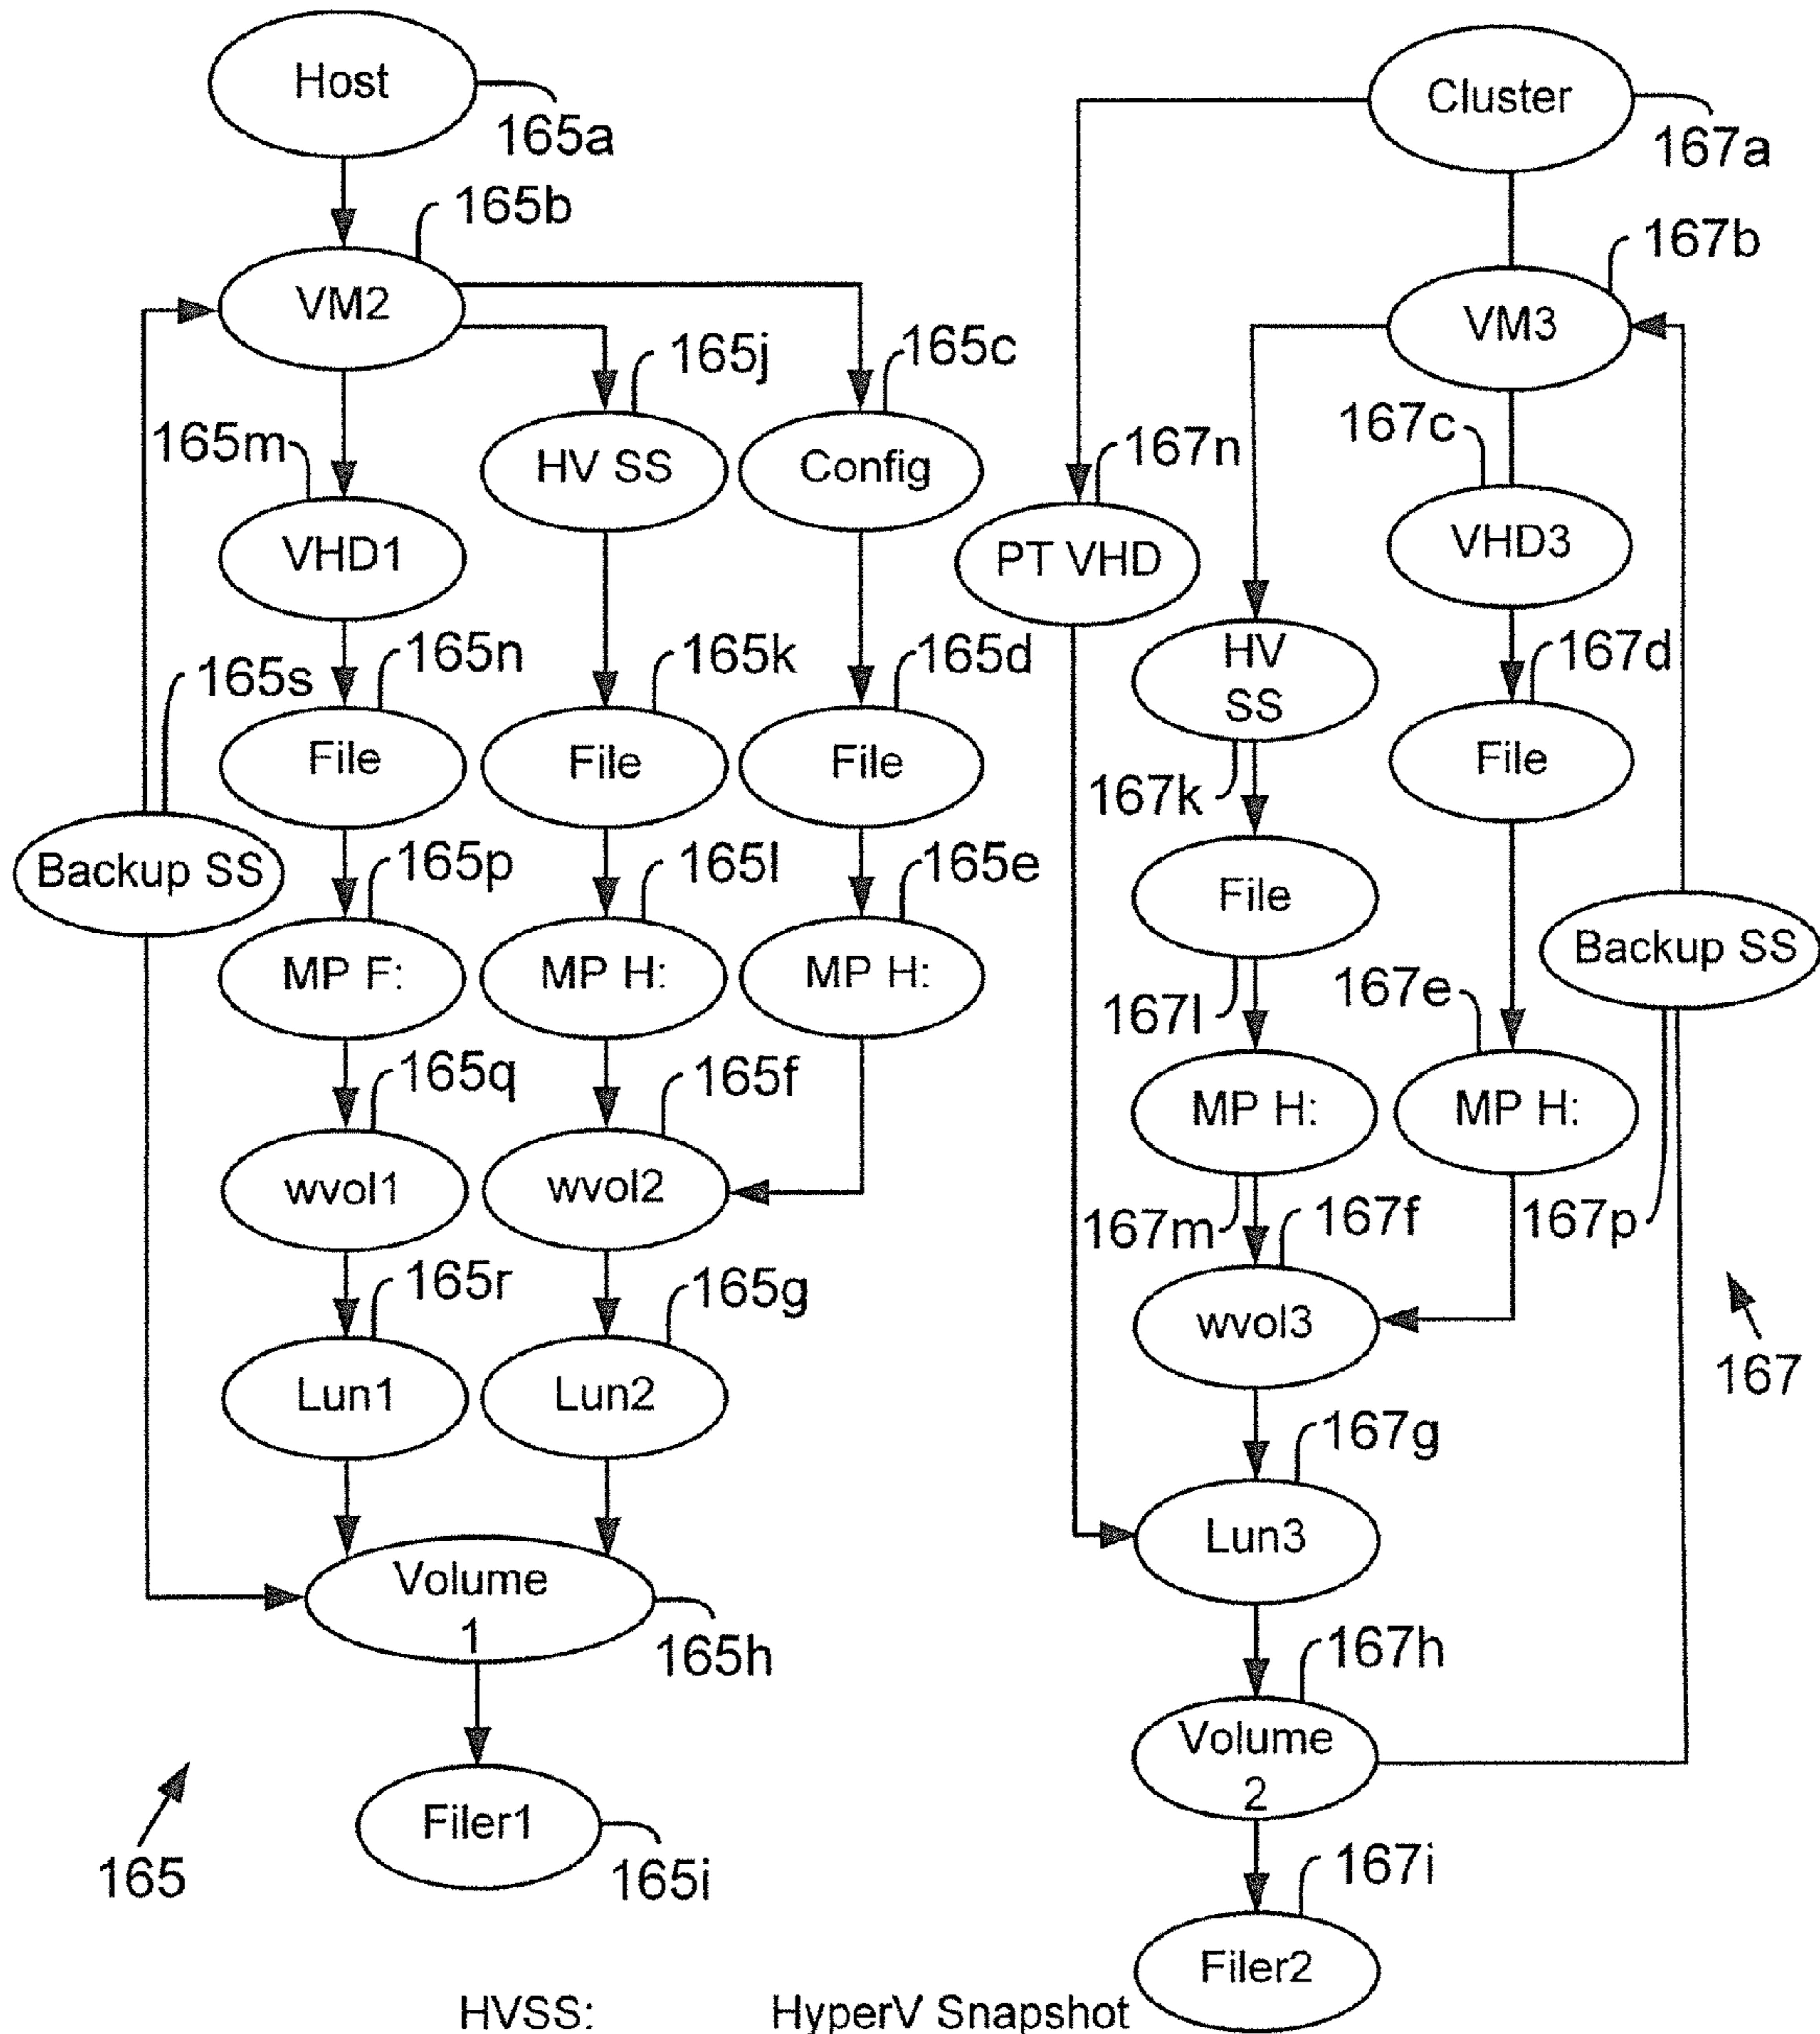 Host
165a
Cluster
167a
165b
VM2
167b
VM3
165j
165c
165m
HV SS
Config
167n
167c
VHD1
PT VHD
VHD3
165s
165n
165k
165d
HV
SS
167d
File
File
File
File
167k
Backup SS
165p
165l
165e
File
Backup SS
MP F:
MP H:
MP H:
167l
167e
165q
165f
MP H:
MP H:
wvol1
wvol2
167m
167f
167p
165r
165g
wvol3
167
Lun1
Lun2
167g
Lun3
Volume
1
165h
167h
Volume
2
165
Filer1
165i
167i
Filer2
HVSS: HyperV Snapshot